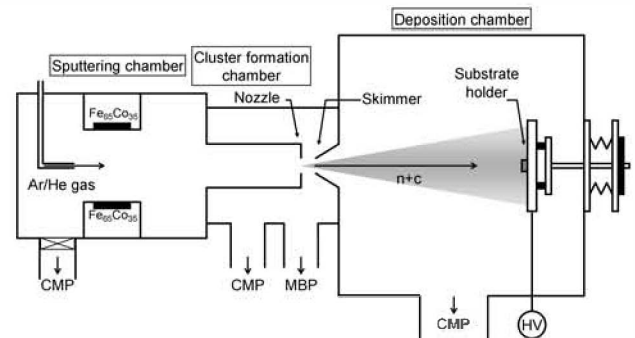 Deposition chamber
Cluster formation
chamber
Sputtering chamber
Nozzle
Skimmer
Substrate
holder
Fe₆₅Co₃₅
Ar/He gas
n+c
Fe₆₅Co₃₅
CMP
CMP
MBP
CMP
HV